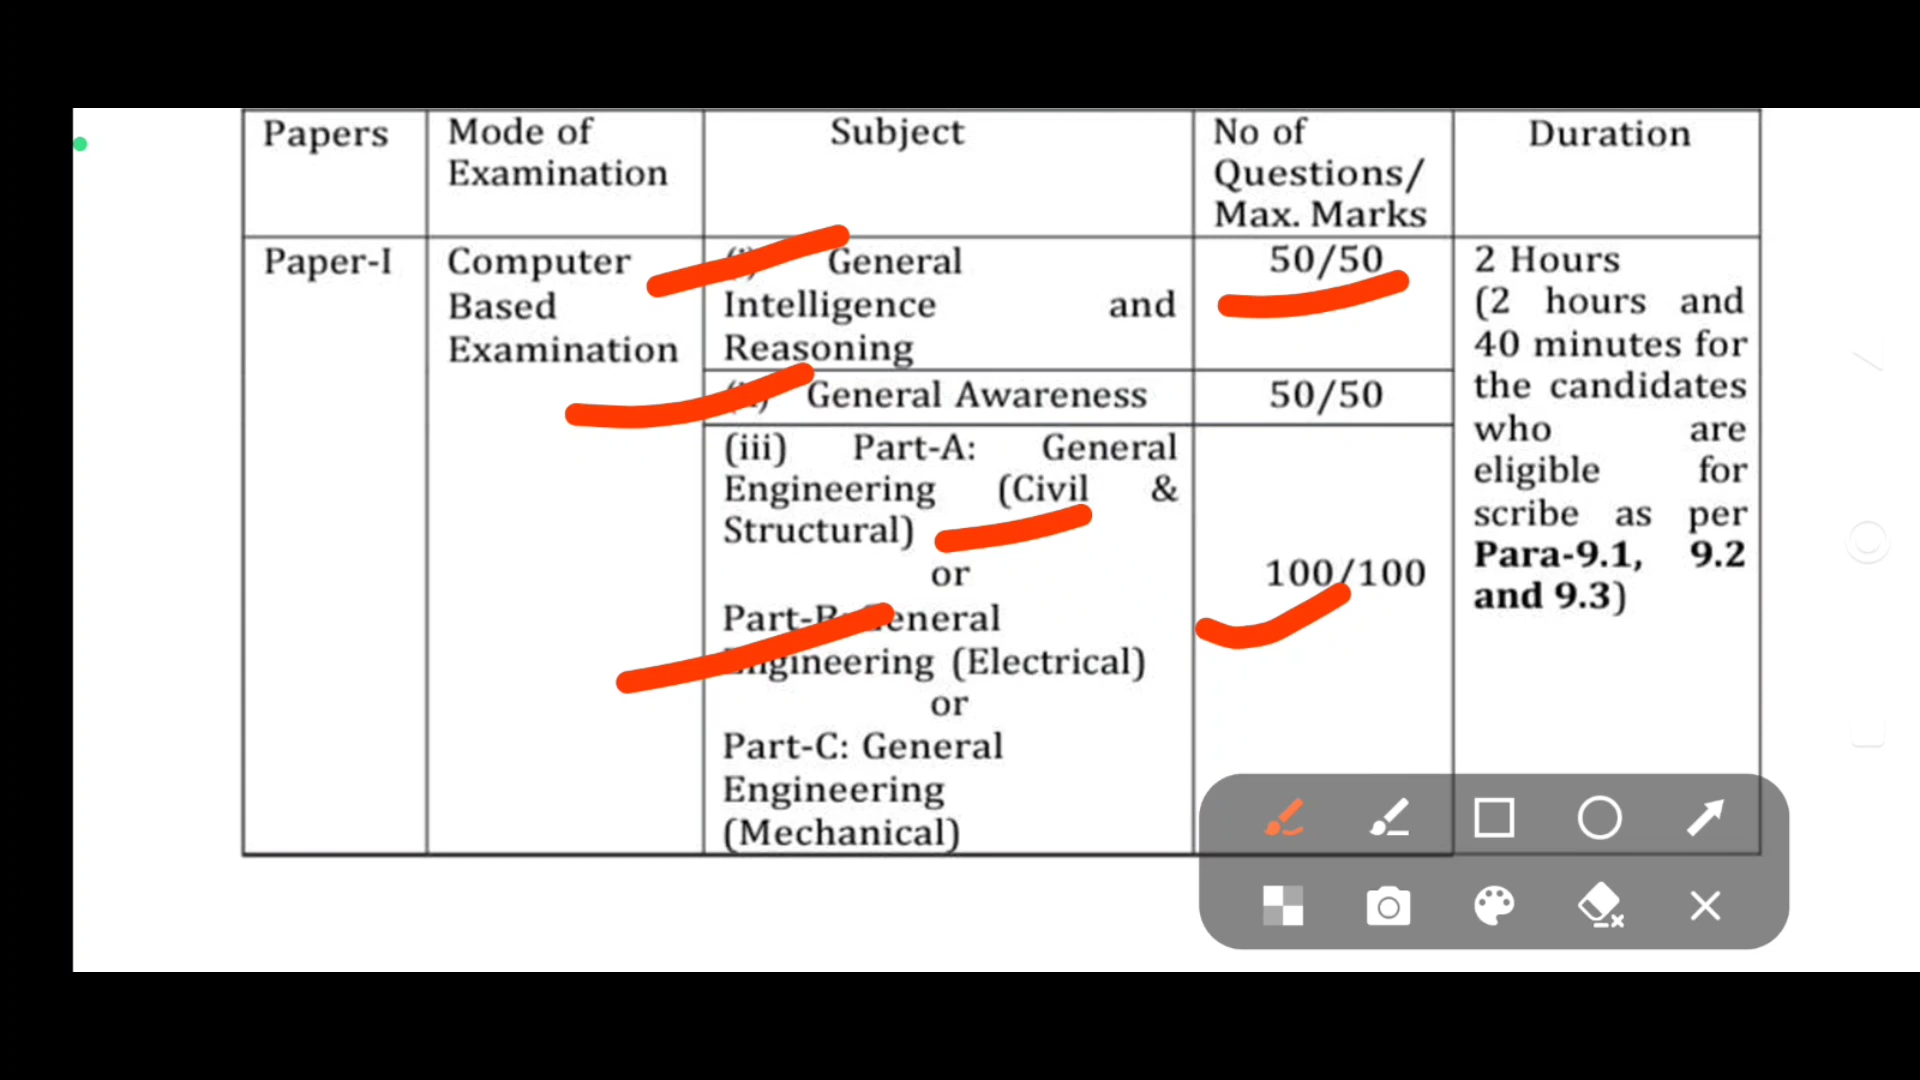 Papers
Mode of
Examination
Subject
No of
Questions/
Max. Marks
Duration
Paper-I
Computer
Based
Examination
General
Intelligence and
Reasoning
50/50
2 Hours
(2 hours and
40 minutes for
the candidates
who are
eligible for
scribe as per
Para-9.1, 9.2
and 9.3)
General Awareness
50/50
(iii) Part-A: General
Engineering (Civil &
Structural)
or
Part-B: General
Engineering (Electrical)
or
Part-C: General
Engineering
(Mechanical)
100/100